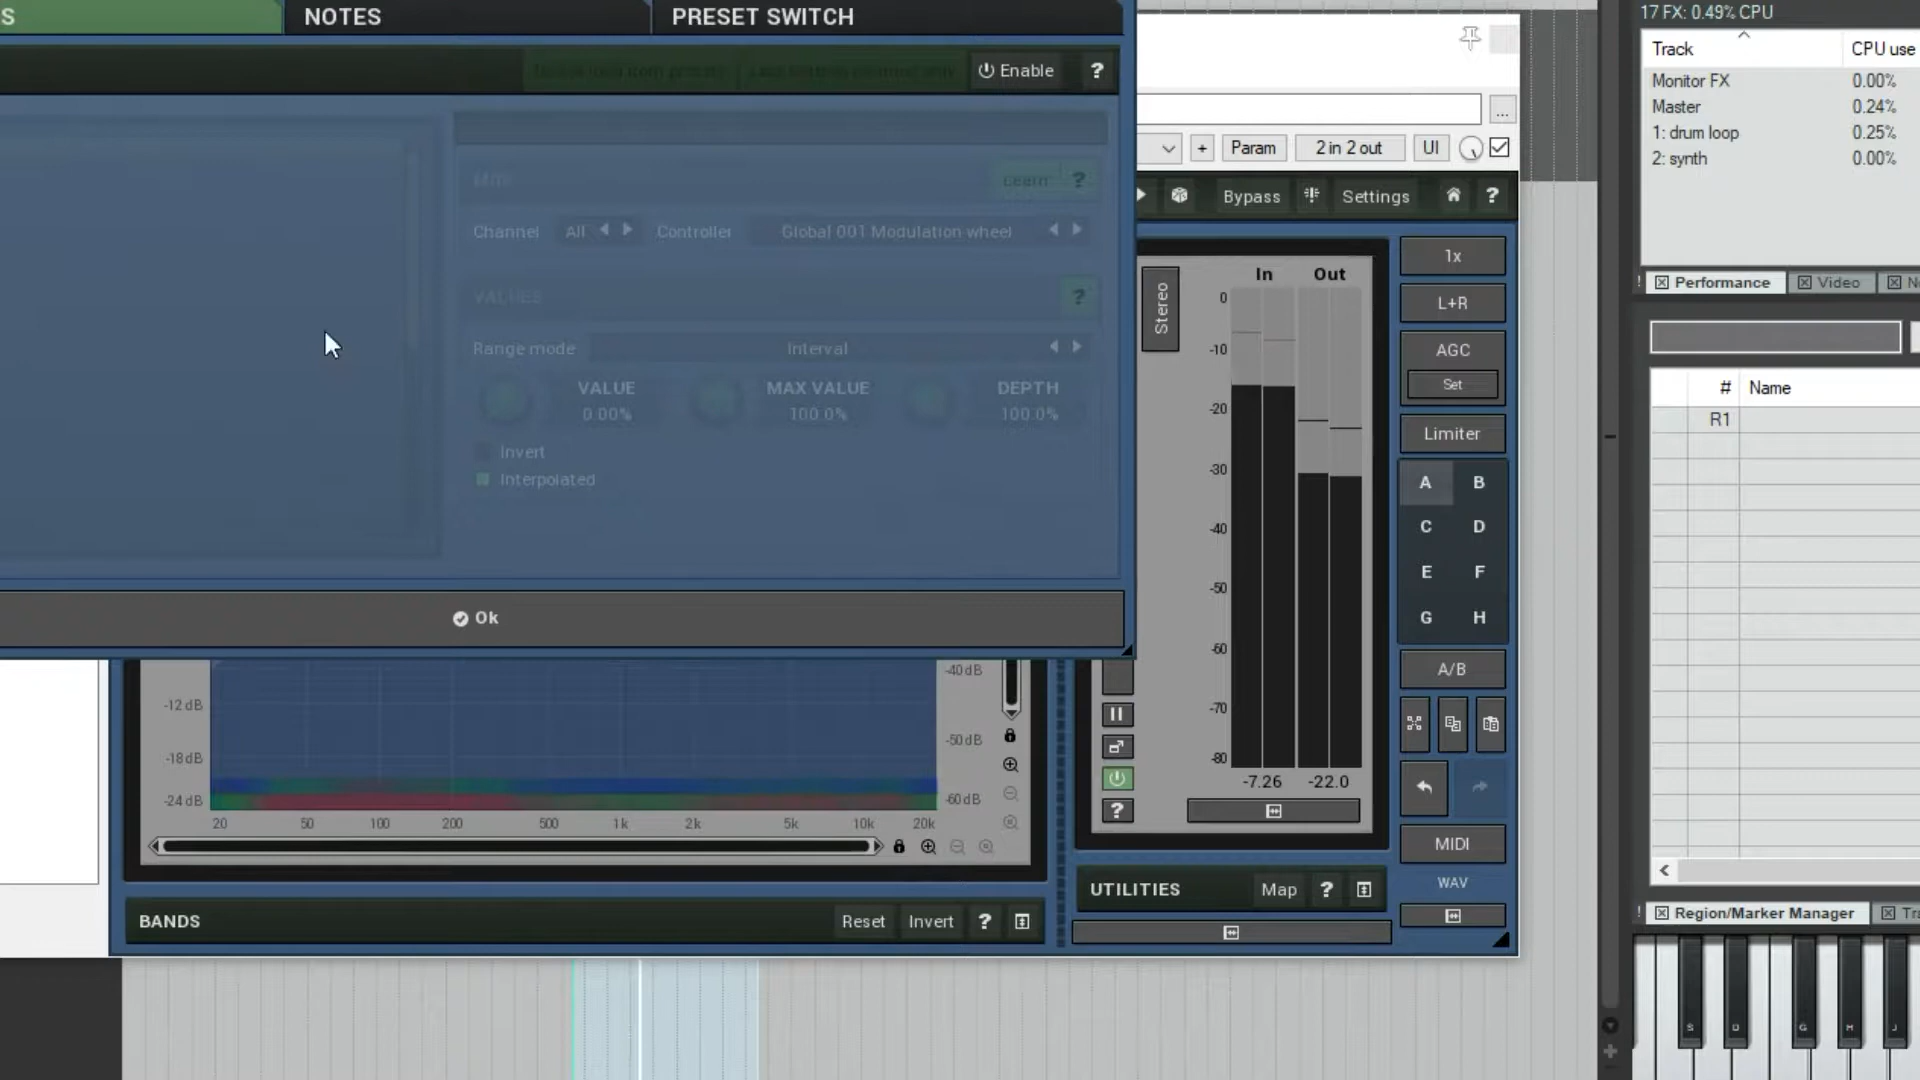 S
NOTES
PRESET SWITCH
Enable
?
Learn
?
Channel
All
Controller
Global 001 Modulation wheel
VALUES
?
Range mode
Interval
VALUE
0.00%
MAX VALUE
100.0%
DEPTH
100.0%
Invert
Interpolated
Ok
...
+
Param
2 in 2 out
UI
Bypass
Settings
?
Stereo
In
Out
0
-10
-20
-30
-40
-50
-60
-70
-80
-7.26
-22.0
1x
L+R
AGC
Set
Limiter
A
B
C
D
E
F
G
H
A/B
MIDI
WAV
-12 dB
-18 dB
-24 dB
-40 dB
-50 dB
-60 dB
20
50
100
200
500
1k
2k
5k
10k
20k
?
BANDS
Reset
Invert
?
UTILITIES
Map
?
17 FX: 0.49% CPU
Track
CPU use
Monitor FX
0.00%
Master
0.24%
1: drum loop
0.25%
2: synth
0.00%
!
Performance
Video
#
Name
R1
!
Region/Marker Manager
S
D
G
H
J